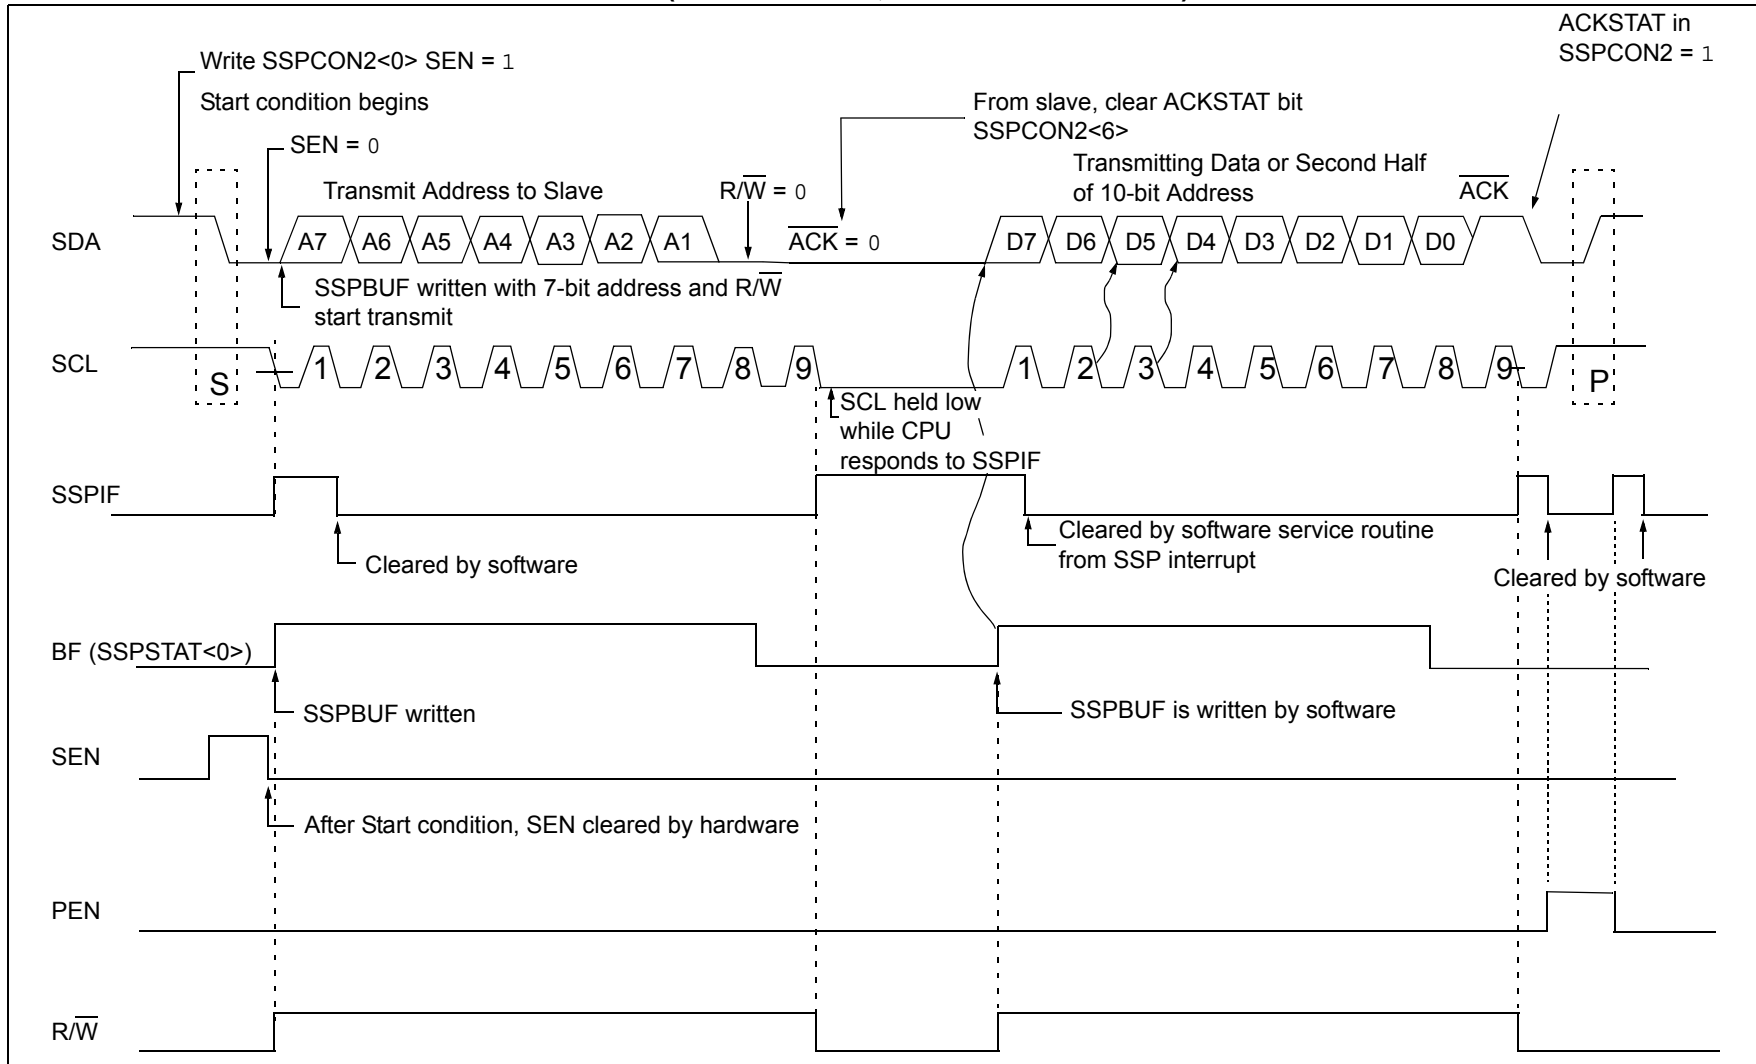 ACKSTAT in
SSPCON2 = 1
Write SSPCON2<0> SEN = 1
Start condition begins
From slave, clear ACKSTAT bit
SSPCON2<6>
SEN = 0
Transmitting Data or Second Half
of 10-bit Address
Transmit Address to Slave
R/W = 0
ACK
SDA
A7 A6 A5 A4 A3 A2 A1
ACK = 0
D7 D6 D5 D4 D3 D2 D1 D0
SSPBUF written with 7-bit address and R/W
start transmit
SCL
S
1 2 3 4 5 6 7 8 9
1 2 3 4 5 6 7 8 9
P
SCL held low
while CPU
responds to SSPIF
SSPIF
Cleared by software
Cleared by software service routine
from SSP interrupt
Cleared by software
BF (SSPSTAT<0>)
SSPBUF written
SSPBUF is written by software
SEN
After Start condition, SEN cleared by hardware
PEN
R/W